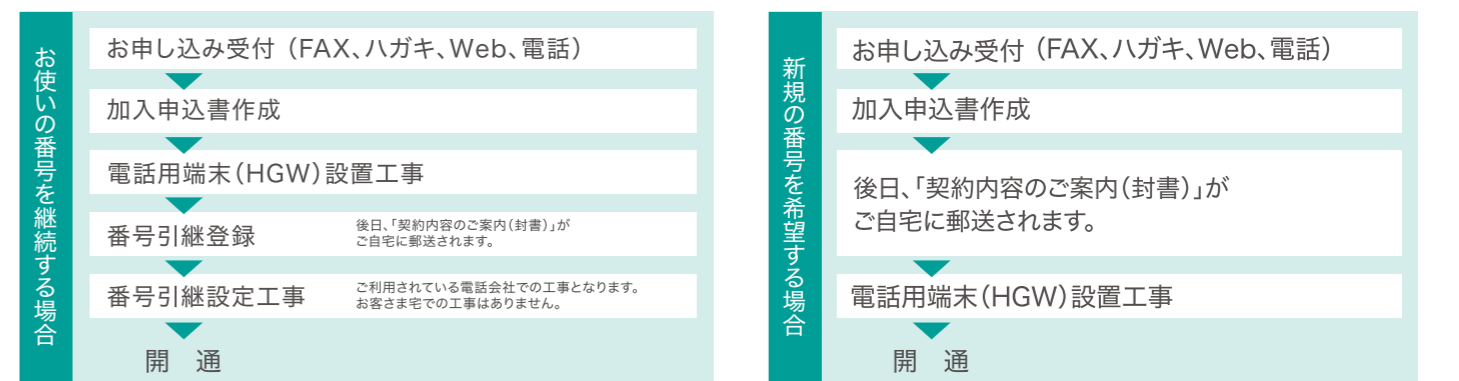 お使いの番号を継続する場合
お申し込み受付（FAX、ハガキ、Web、電話）
加入申込書作成
電話用端末（HGW）設置工事
番号引継登録
後日、「契約内容のご案内（封書）」が
ご自宅に郵送されます。
番号引継設定工事
ご利用されている電話会社での工事となります。
お客さま宅での工事はありません。
開　通
新規の番号を希望する場合
お申し込み受付（FAX、ハガキ、Web、電話）
加入申込書作成
後日、「契約内容のご案内（封書）」が
ご自宅に郵送されます。
電話用端末（HGW）設置工事
開　通